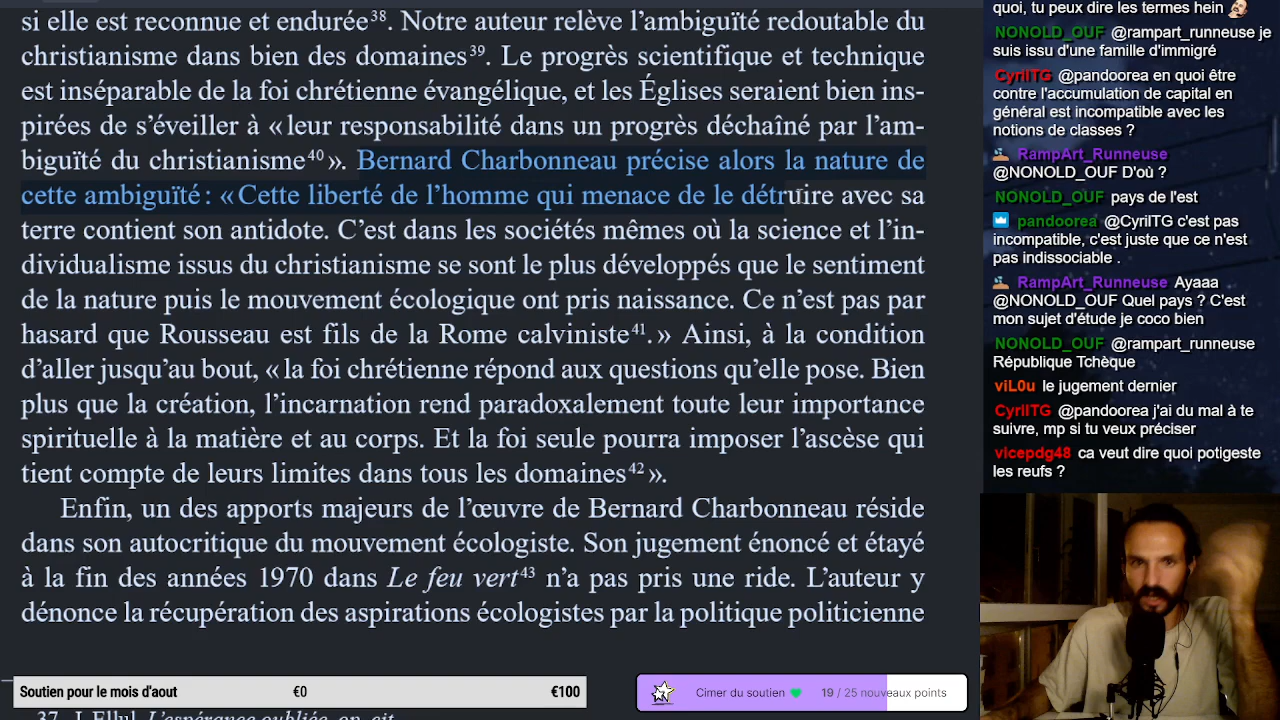 si elle est reconnue et endurée³⁸. Notre auteur relève l’ambiguïté redoutable du
christianisme dans bien des domaines³⁹. Le progrès scientifique et technique
est inséparable de la foi chrétienne évangélique, et les Églises seraient bien ins-
pirées de s’éveiller à « leur responsabilité dans un progrès déchaîné par l’am-
biguïté du christianisme⁴⁰ ». Bernard Charbonneau précise alors la nature de
cette ambiguïté : « Cette liberté de l’homme qui menace de le détruire avec sa
terre contient son antidote. C’est dans les sociétés mêmes où la science et l’in-
dividualisme issus du christianisme se sont le plus développés que le sentiment
de la nature puis le mouvement écologique ont pris naissance. Ce n’est pas par
hasard que Rousseau est fils de la Rome calviniste⁴¹. » Ainsi, à la condition
d’aller jusqu’au bout, « la foi chrétienne répond aux questions qu’elle pose. Bien
plus que la création, l’incarnation rend paradoxalement toute leur importance
spirituelle à la matière et au corps. Et la foi seule pourra imposer l’ascèse qui
tient compte de leurs limites dans tous les domaines⁴² ».
Enfin, un des apports majeurs de l’œuvre de Bernard Charbonneau réside
dans son autocritique du mouvement écologiste. Son jugement énoncé et étayé
à la fin des années 1970 dans Le feu vert⁴³ n’a pas pris une ride. L’auteur y
dénonce la récupération des aspirations écologistes par la politique politicienne
37. J. Ellul, L’espérance oubliée, op. cit.
Soutien pour le mois d'aout €0 €100
Cimer du soutien 19 / 25 nouveaux points
quoi, tu peux dire les termes hein
NONOLD_OUF @rampart_runneuse je
suis issu d'une famille d'immigré
CyrilTG @pandoorea en quoi être
contre l'accumulation de capital en
général est incompatible avec les
notions de classes ?
RampArt_Runneuse
@NONOLD_OUF D'où ?
NONOLD_OUF pays de l'est
pandoorea @CyrilTG c'est pas
incompatible, c'est juste que ce n'est
pas indissociable .
RampArt_Runneuse Ayaaa
@NONOLD_OUF Quel pays ? C'est
mon sujet d'étude je coco bien
NONOLD_OUF @rampart_runneuse
République Tchèque
viL0u le jugement dernier
CyrilTG @pandoorea j'ai du mal à te
suivre, mp si tu veux préciser
vicepdg48 ca veut dire quoi potigeste
les reufs ?